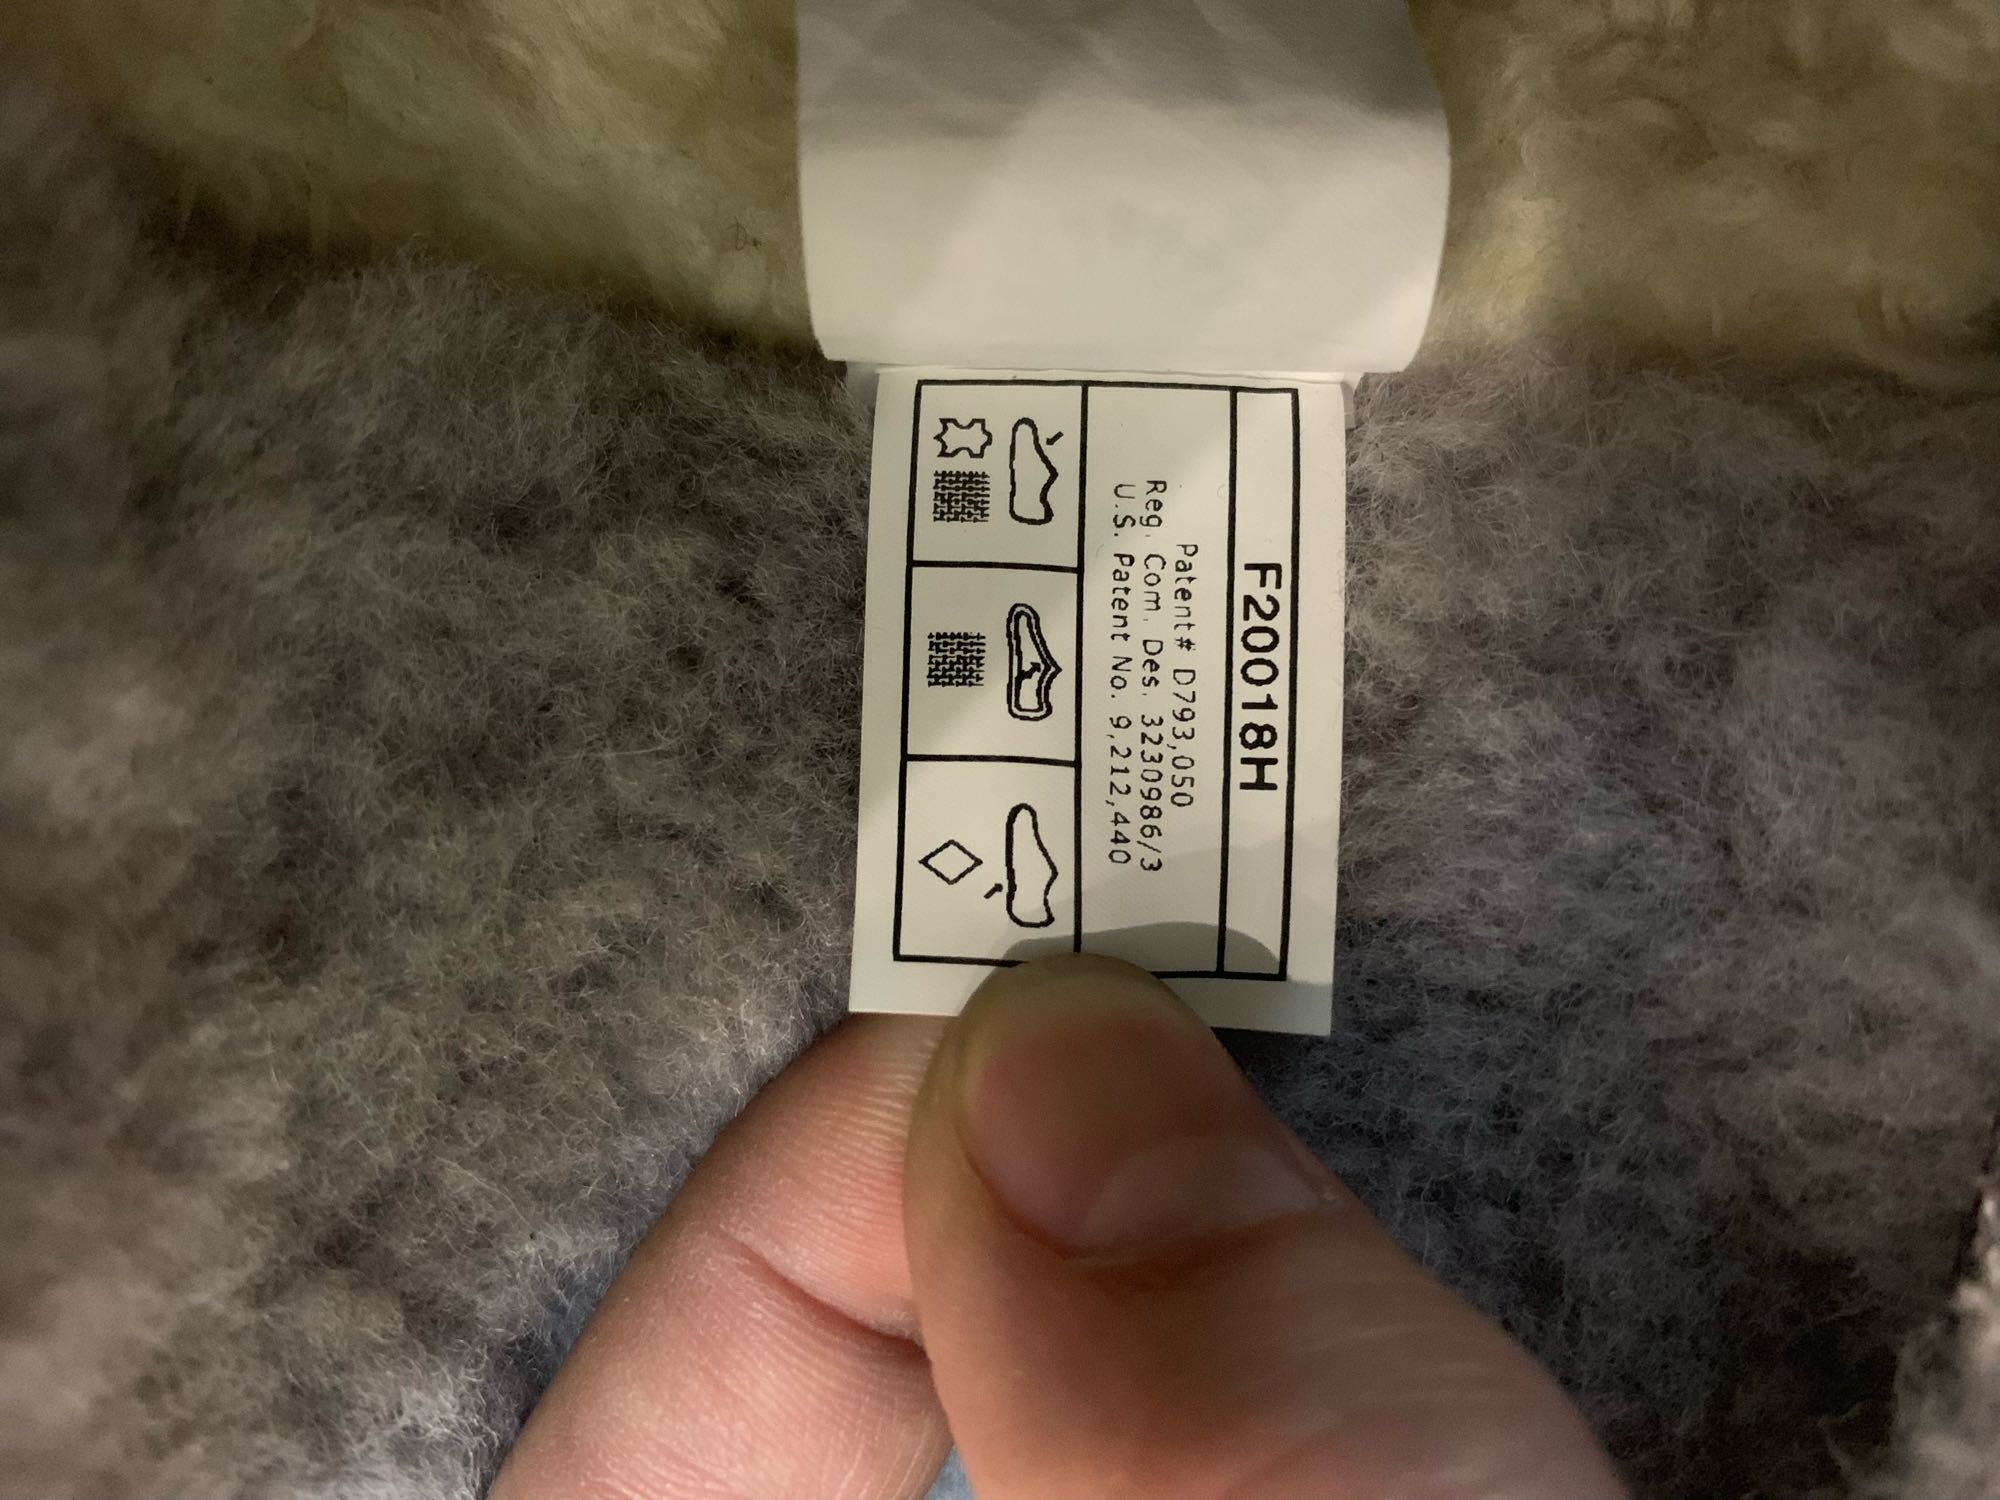 F20018H
Patent# D793,050
Reg. Com. Des. 3230986/3
U.S. Patent No. 9,212,440